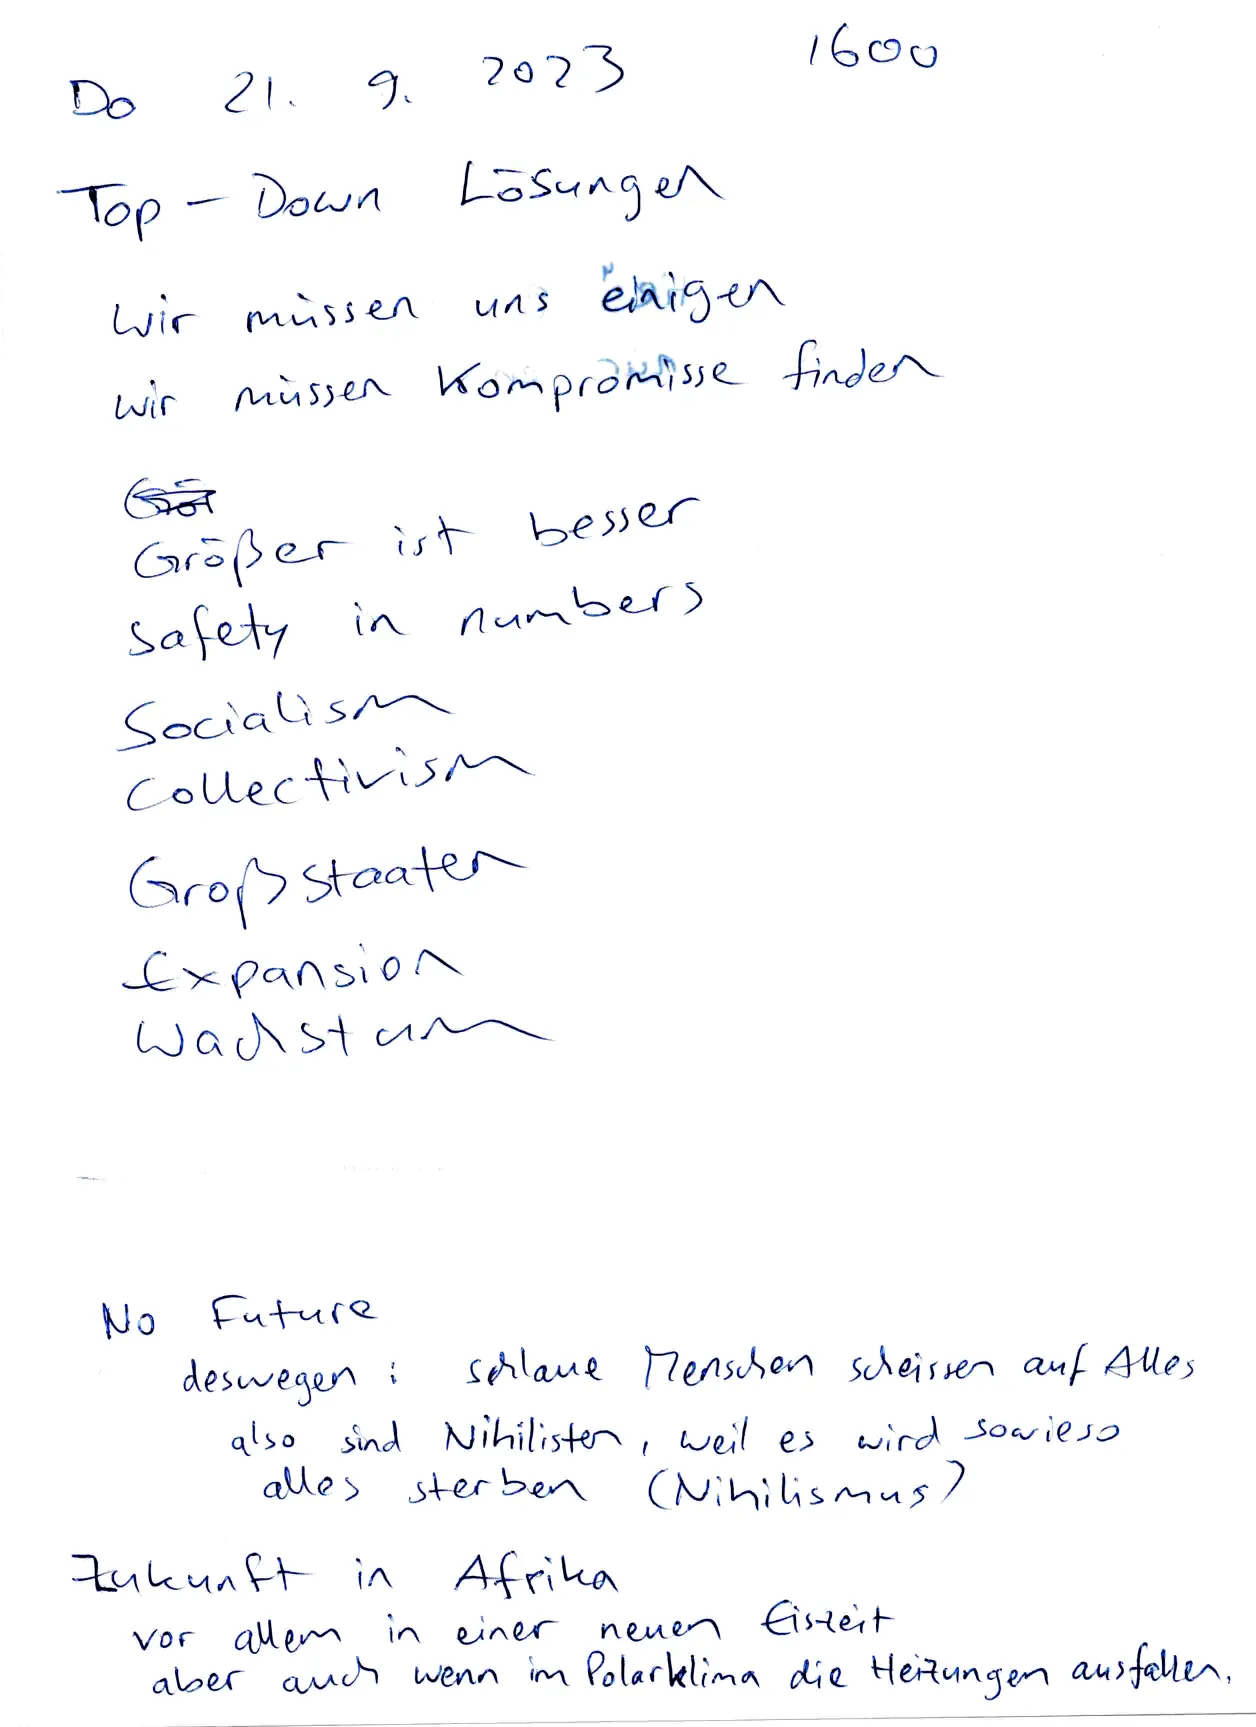 Do 21. 9. 2023 1600
Top - Down Lösungen
wir müssen uns einigen
wir müssen Kompromisse finden
Größer ist besser
safety in numbers
Socialism
Collectivism
Großstaaten
Expansion
Wachstum
No Future
deswegen : schlaue Menschen scheissen auf Alles
also sind Nihilisten, weil es wird sowieso
alles sterben (Nihilismus)
Zukunft in Afrika
vor allem in einer neuen Eiszeit
aber auch wenn im Polarklima die Heizungen ausfallen.